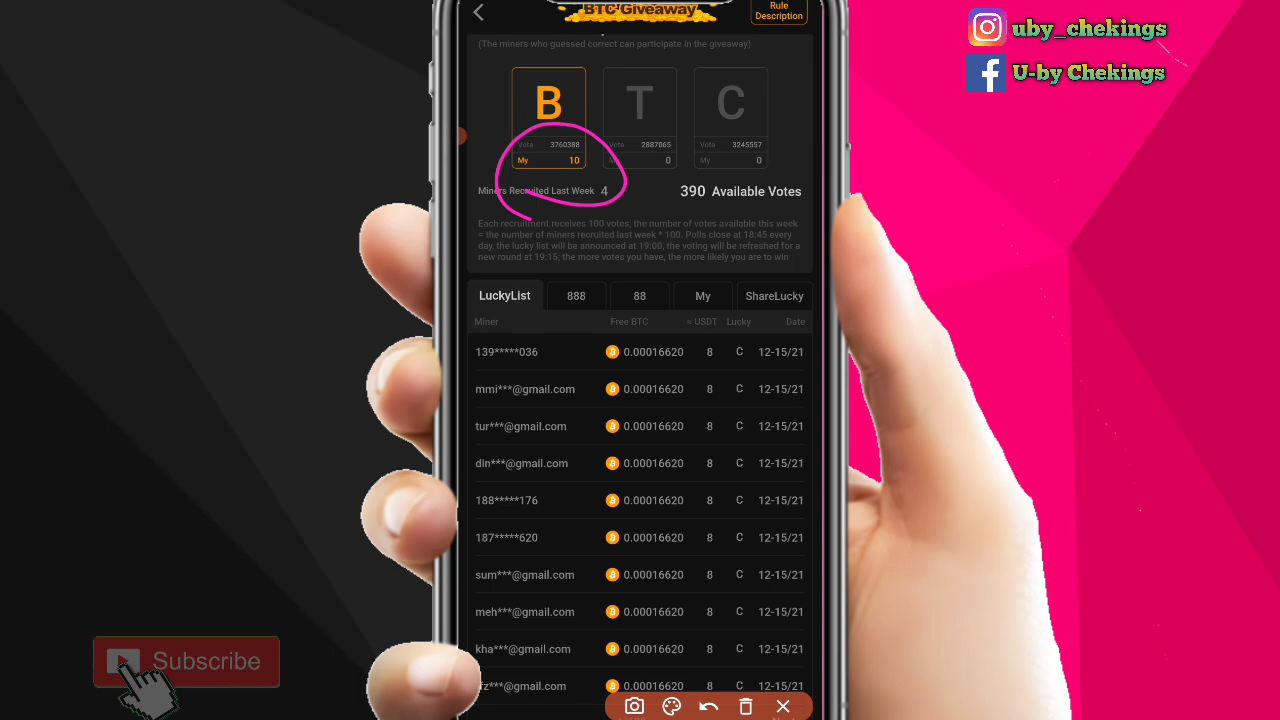 BTC Giveaway
Rule
Description
uby_chekings
U-by Chekings
(The miners who guessed correct can participate in the giveaway)
B T C
Vote 3760388 Vote 2887065 Vote 3245557
My 10 My 0 My 0
Miners Recruited Last Week 4 390 Available Votes
Each recruitment receives 100 votes, the number of votes available this week
= the number of miners recruited last week * 100. Polls close at 18:45 every
day, the lucky list will be announced at 19:00, the voting will be refreshed for a
new round at 19:15; the more votes you have, the more likely you are to win
LuckyList 888 88 My ShareLucky
Miner Free BTC ≈ USDT Lucky Date
139*****036 0.00016620 8 C 12-15/21
mmi***@gmail.com 0.00016620 8 C 12-15/21
tur***@gmail.com 0.00016620 8 C 12-15/21
din***@gmail.com 0.00016620 8 C 12-15/21
188*****176 0.00016620 8 C 12-15/21
187*****620 0.00016620 8 C 12-15/21
sum***@gmail.com 0.00016620 8 C 12-15/21
meh***@gmail.com 0.00016620 8 C 12-15/21
kha***@gmail.com 0.00016620 8 C 12-15/21
0.00016620 8 C 12-15/21
Subscribe